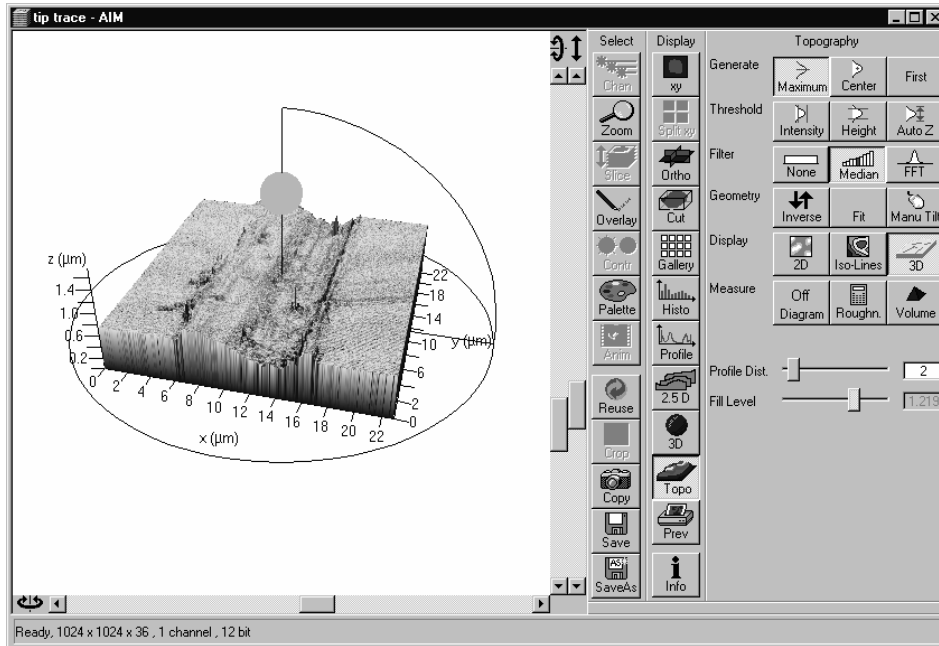 tip trace - AIM
Select
Display
Topography
Chan
xy
Generate
Maximum
Center
First
Zoom
Split xy
Threshold
Intensity
Height
Auto Z
Slice
Ortho
Filter
None
Median
FFT
Overlay
Cut
Geometry
Inverse
Fit
Manu Tilt
Contr
Gallery
Display
2D
Iso-Lines
3D
Palette
Histo
Measure
Off
Diagram
Roughn.
Volume
Anim
Profile
Profile Dist.
2
Reuse
2.5 D
Fill Level
1.219
Crop
3D
Copy
Topo
Save
Prev
SaveAs
Info
z (µm)
1.4
1.0
0.6
0.2
0 2 4 6 8 10 12 14 16 18 20 22
x (µm)
22
18
14
10
6
2
0
y (µm)
AS
Ready, 1024 x 1024 x 36 , 1 channel , 12 bit